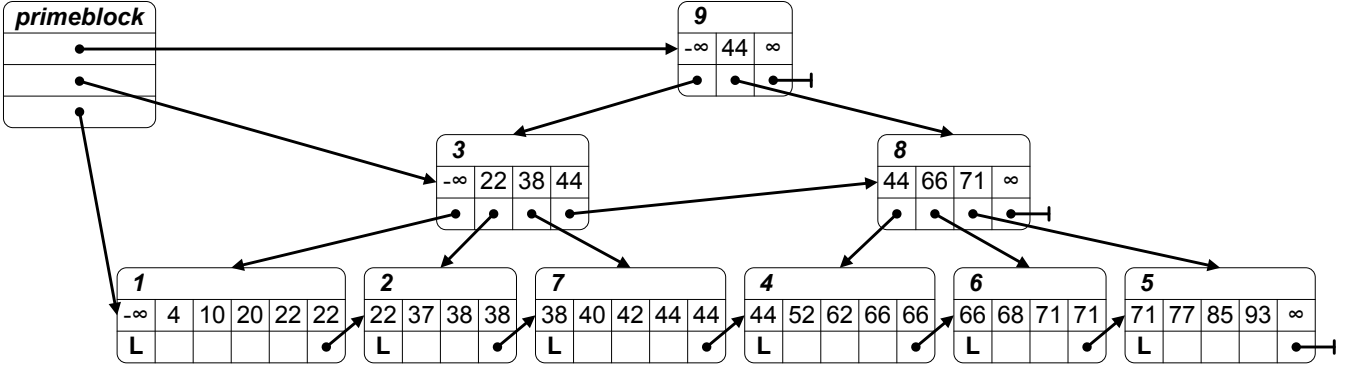 primeblock
9
-∞ 44 ∞
3
-∞ 22 38 44
8
44 66 71 ∞
1
-∞ 4 10 20 22 22
L
2
22 37 38 38
L
7
38 40 42 44 44
L
4
44 52 62 66 66
L
6
66 68 71 71
L
5
71 77 85 93 ∞
L